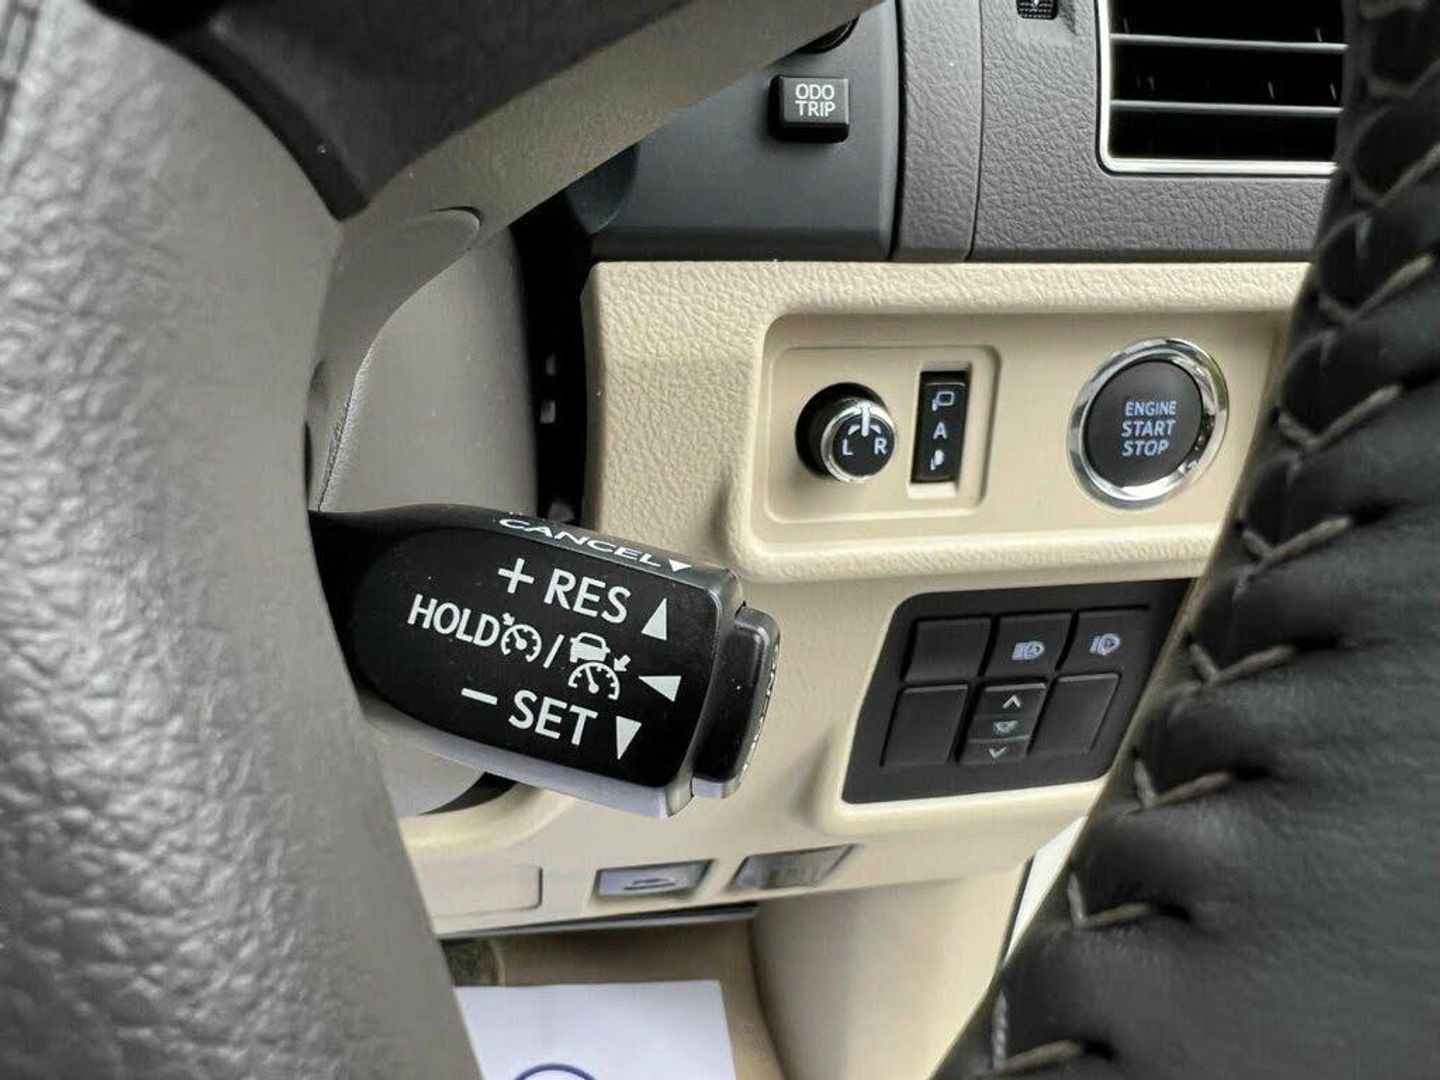 ODO
TRIP
L R
A
ENGINE
START
STOP
CANCEL▼
+ RES ▲
HOLD / ◀
- SET ▼